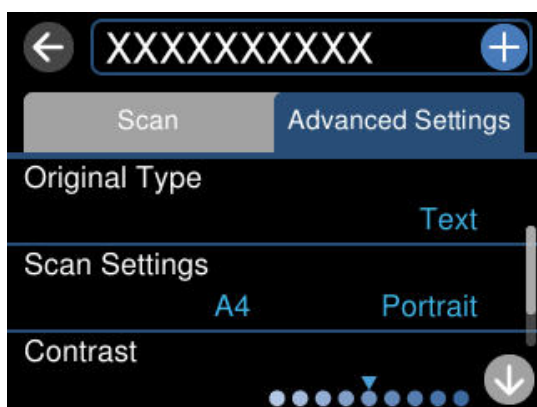 XXXXXXXXXX
Scan Advanced Settings
Original Type
Text
Scan Settings
A4 Portrait
Contrast